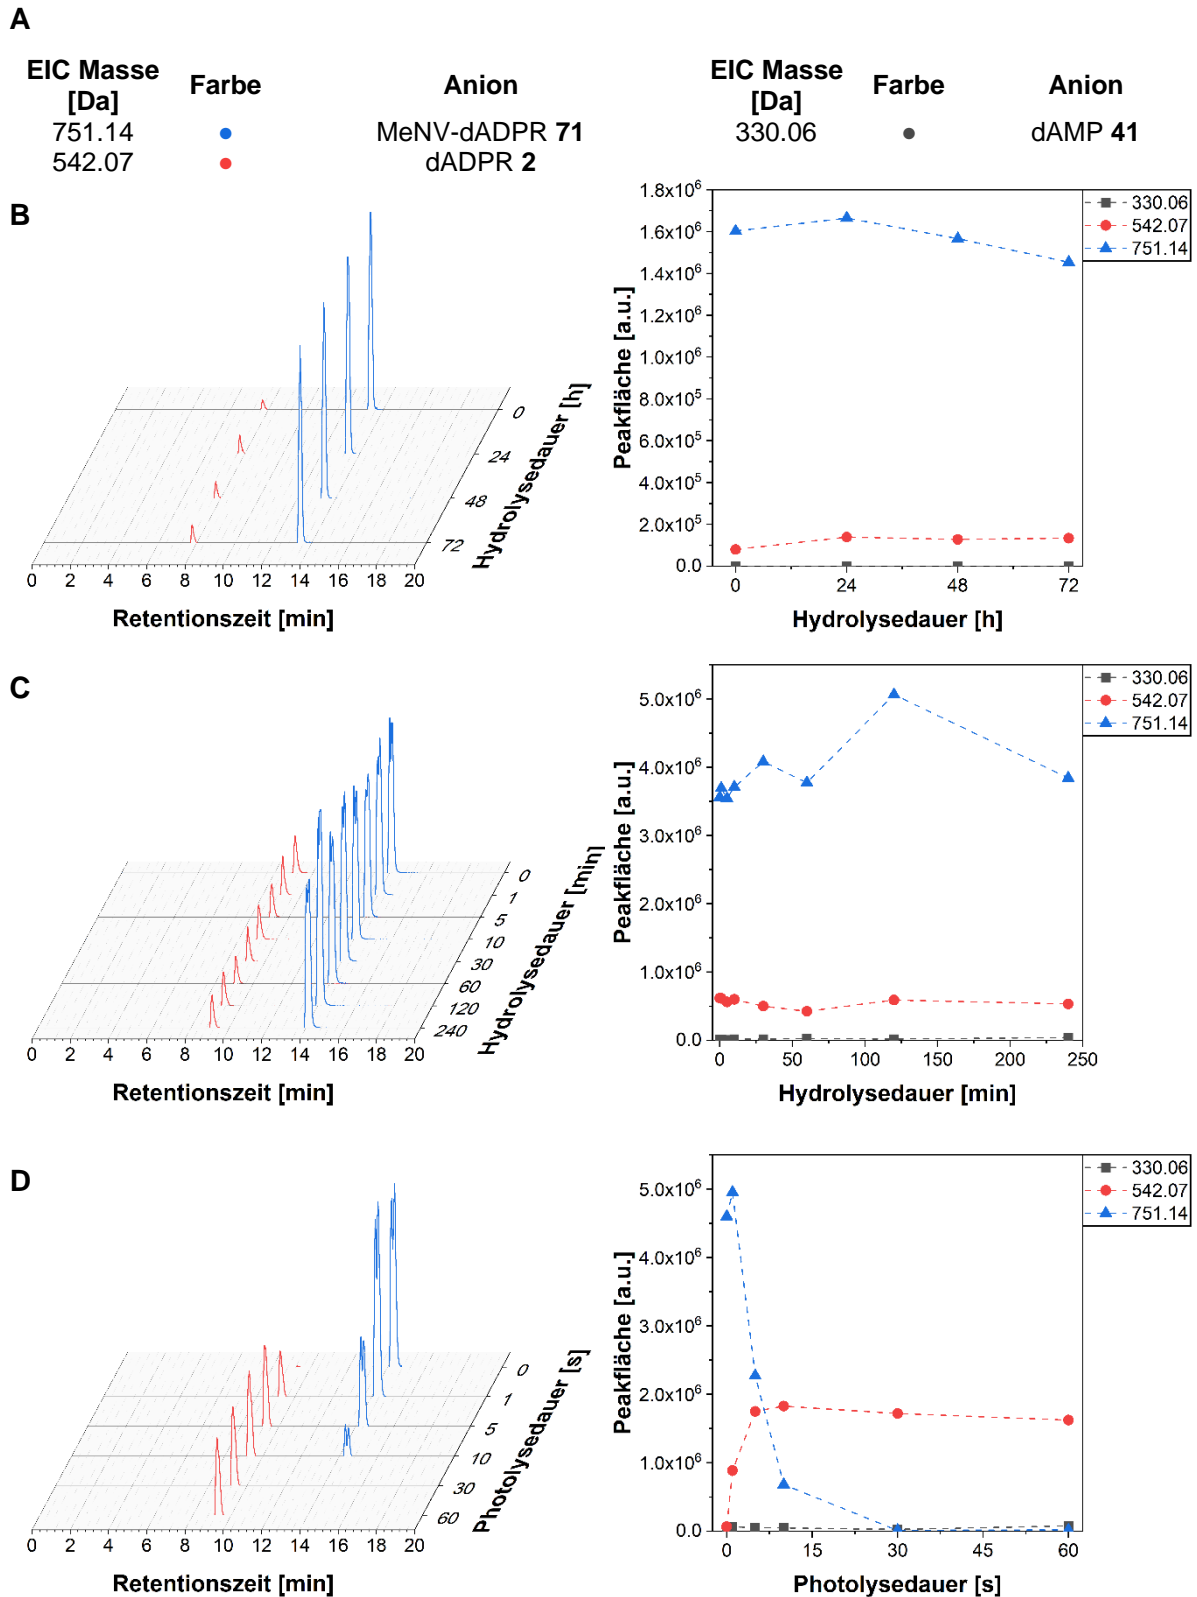 A
EIC Masse [Da] Farbe Anion
751.14 MeNV-dADPR 71
542.07 dADPR 2
EIC Masse [Da] Farbe Anion
330.06 dAMP 41
B
0
24
48
72
Hydrolysedauer [h]
0 2 4 6 8 10 12 14 16 18 20
Retentionszeit [min]
1.8x10⁶
1.6x10⁶
1.4x10⁶
1.2x10⁶
1.0x10⁶
8.0x10⁵
6.0x10⁵
4.0x10⁵
2.0x10⁵
0.0
Peakfläche [a.u.]
330.06
542.07
751.14
0 24 48 72
Hydrolysedauer [h]
C
0
1
5
10
30
60
120
240
Hydrolysedauer [min]
0 2 4 6 8 10 12 14 16 18 20
Retentionszeit [min]
5.0x10⁶
4.0x10⁶
3.0x10⁶
2.0x10⁶
1.0x10⁶
0.0
Peakfläche [a.u.]
330.06
542.07
751.14
0 50 100 150 200 250
Hydrolysedauer [min]
D
0
1
5
10
30
60
Photolysedauer [s]
0 2 4 6 8 10 12 14 16 18 20
Retentionszeit [min]
5.0x10⁶
4.0x10⁶
3.0x10⁶
2.0x10⁶
1.0x10⁶
0.0
Peakfläche [a.u.]
330.06
542.07
751.14
0 15 30 45 60
Photolysedauer [s]